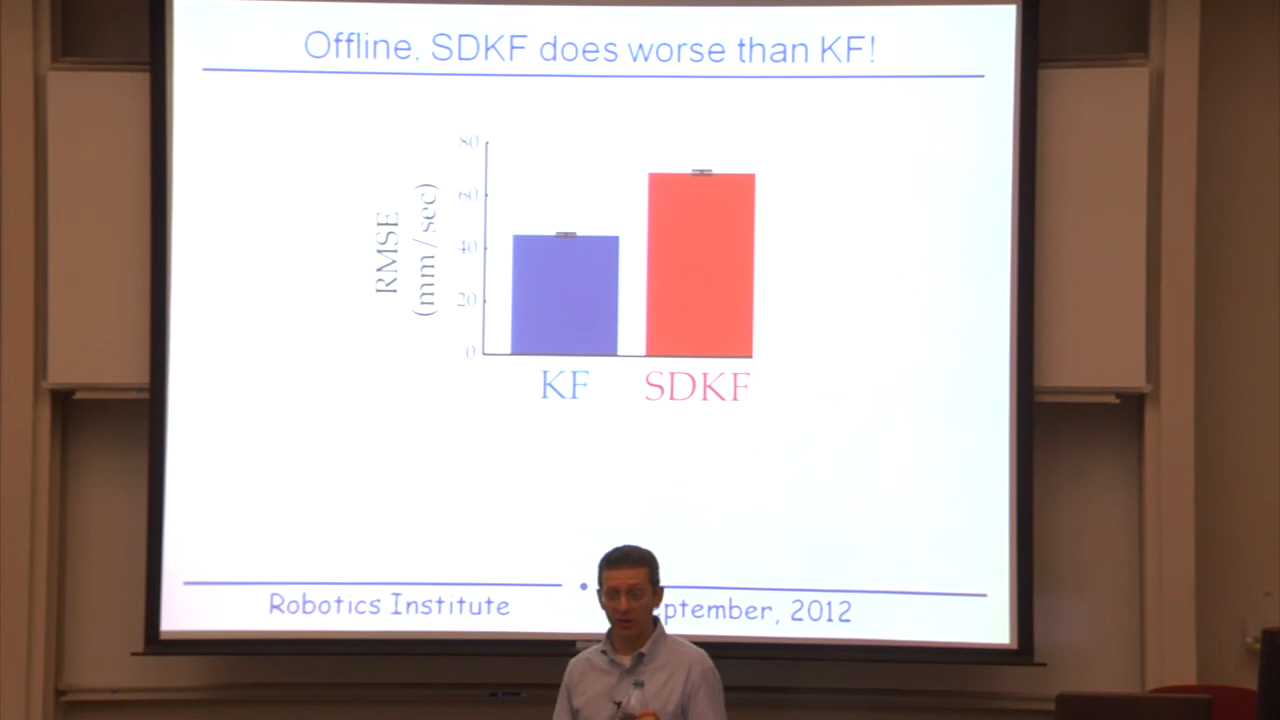 Offline, SDKF does worse than KF!
80
60
40
20
0
RMSE
(mm/sec)
KF
SDKF
Robotics Institute
ptember, 2012